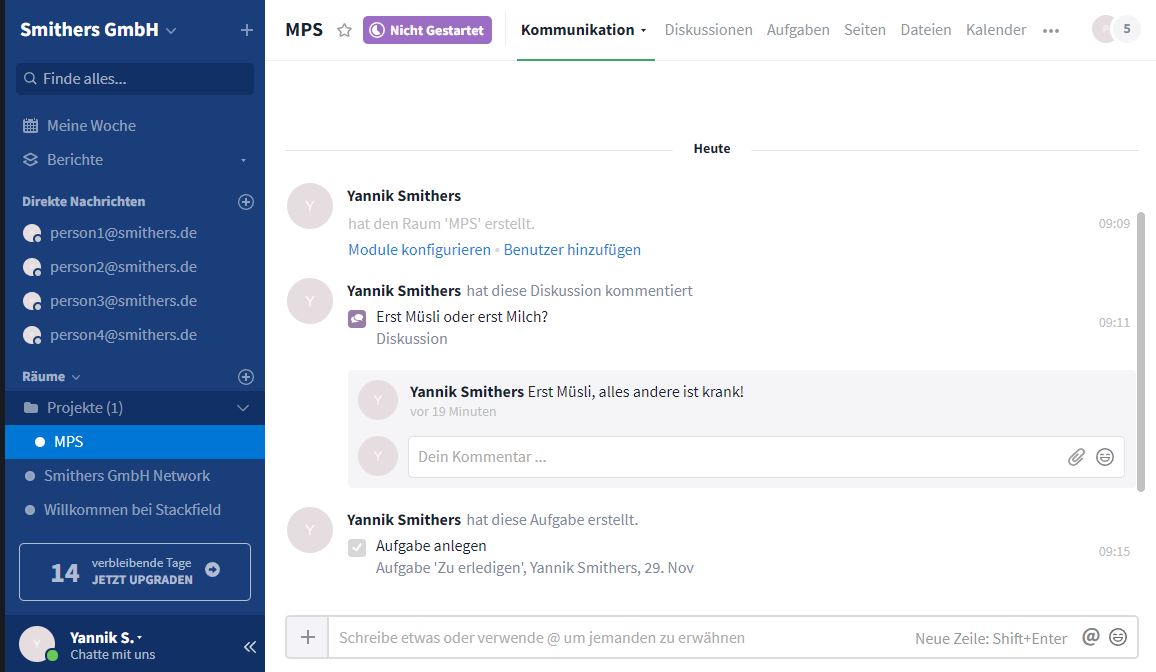 Smithers GmbH
Finde alles...
Meine Woche
Berichte
Direkte Nachrichten
person1@smithers.de
person2@smithers.de
person3@smithers.de
person4@smithers.de
Räume
Projekte (1)
MPS
Smithers GmbH Network
Willkommen bei Stackfield
14 verbleibende Tage
JETZT UPGRADEN
Y
Yannik S.
Chatte mit uns
MPS Nicht Gestartet Kommunikation Diskussionen Aufgaben Seiten Dateien Kalender 5
Heute
Y Yannik Smithers
hat den Raum 'MPS' erstellt. 09:09
Module konfigurieren • Benutzer hinzufügen
Y Yannik Smithers hat diese Diskussion kommentiert
Erst Müsli oder erst Milch? 09:11
Diskussion
Y Yannik Smithers Erst Müsli, alles andere ist krank!
vor 19 Minuten
Y Dein Kommentar ...
Y Yannik Smithers hat diese Aufgabe erstellt.
Aufgabe anlegen 09:15
Aufgabe 'Zu erledigen', Yannik Smithers, 29. Nov
+ Schreibe etwas oder verwende @ um jemanden zu erwähnen Neue Zeile: Shift+Enter @